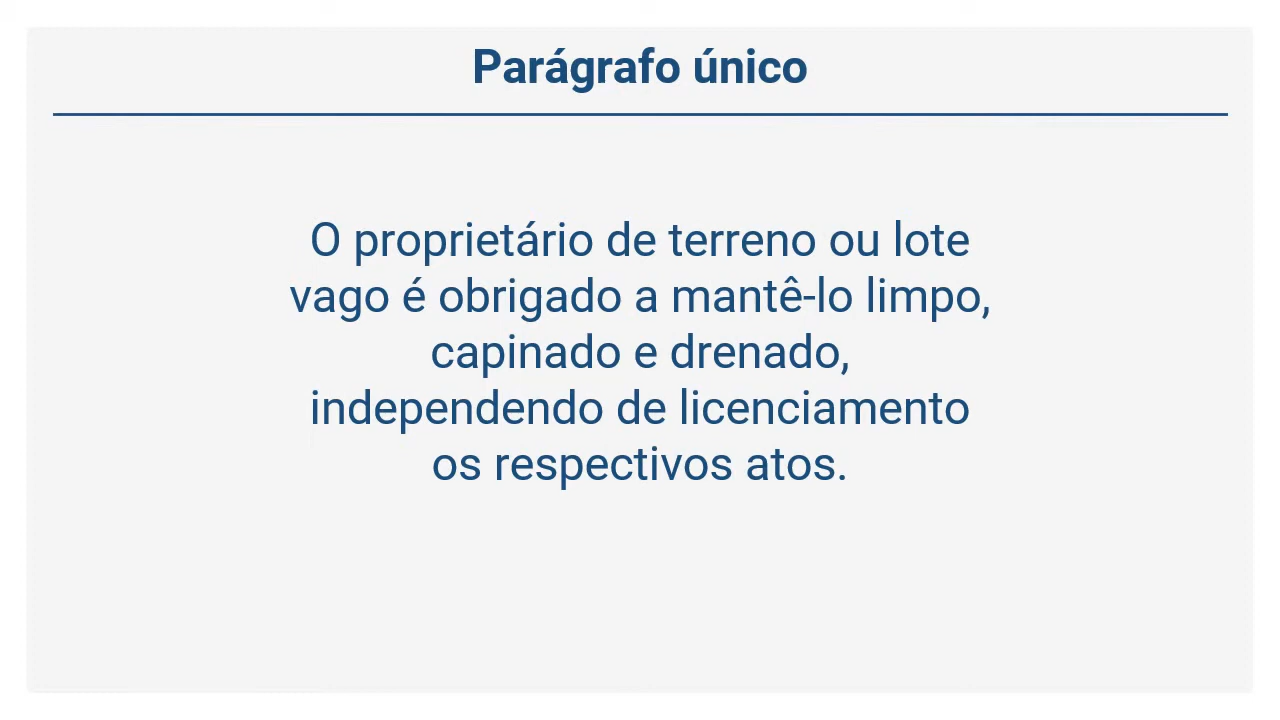 Parágrafo único
O proprietário de terreno ou lote
vago é obrigado a mantê-lo limpo,
capinado e drenado,
independendo de licenciamento
os respectivos atos.